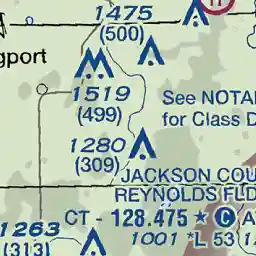 1475
(500)
gport
1519
(499)
See NOTA
for Class D
1280
(309)
JACKSON COU
REYNOLDS FLD
CT - 128.475 ★ C A
1263
(313)
1001 *L 53 1